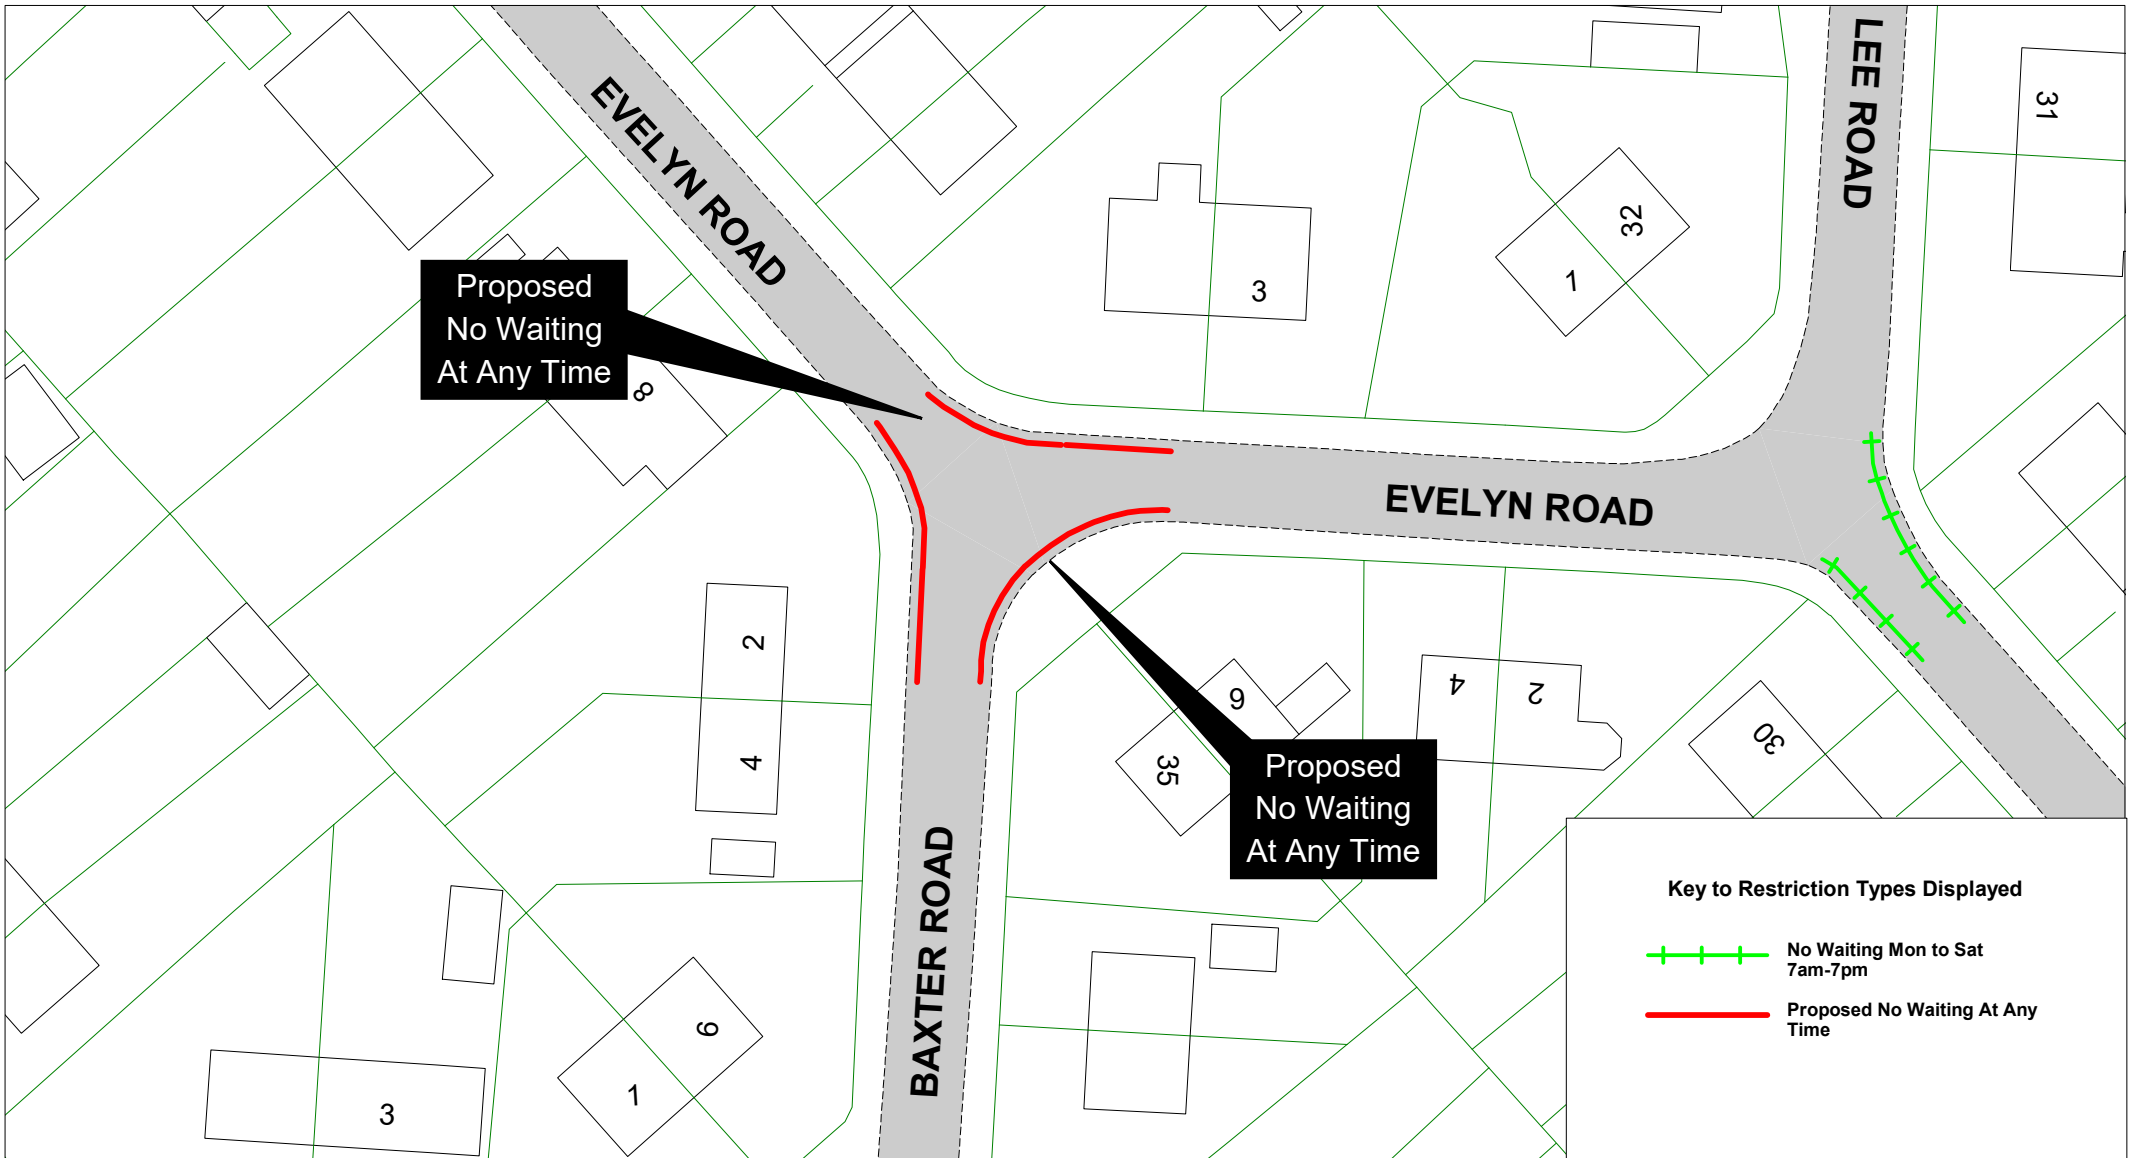 LEE ROAD
31
EVELYN ROAD
32
1
3
Proposed
No Waiting
At Any Time
8
EVELYN ROAD
2
4
6
35
4
2
30
Proposed
No Waiting
At Any Time
BAXTER ROAD
6
1
3
Key to Restriction Types Displayed
No Waiting Mon to Sat
7am-7pm
Proposed No Waiting At Any
Time